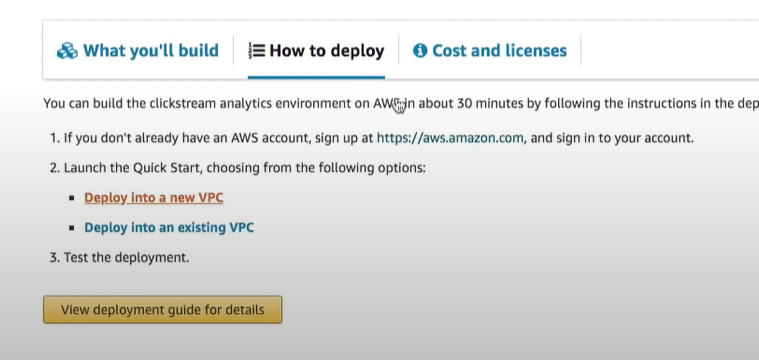 What you'll build How to deploy Cost and licenses
You can build the clickstream analytics environment on AWS in about 30 minutes by following the instructions in the dep
1. If you don't already have an AWS account, sign up at https://aws.amazon.com, and sign in to your account.
2. Launch the Quick Start, choosing from the following options:
Deploy into a new VPC
Deploy into an existing VPC
3. Test the deployment.
View deployment guide for details